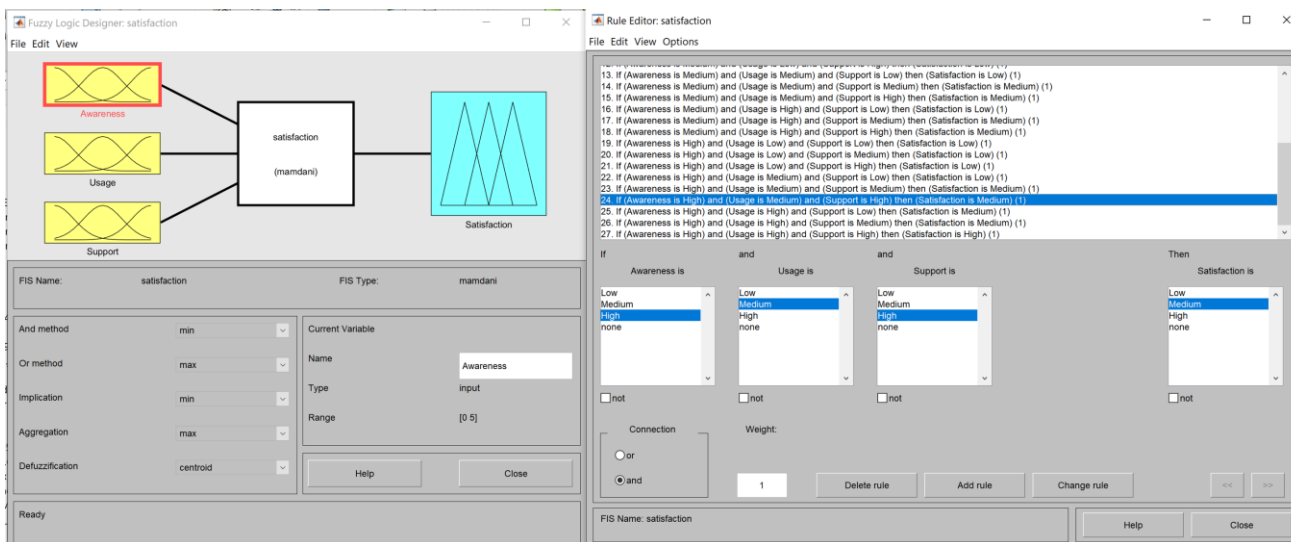 Fuzzy Logic Designer: satisfaction
File Edit View
Awareness
Usage
Support
satisfaction
(mamdani)
Satisfaction
FIS Name: satisfaction FIS Type: mamdani
And method min
Or method max
Implication min
Aggregation max
Defuzzification centroid
Current Variable
Name Awareness
Type input
Range [0 5]
Help Close
Ready
Rule Editor: satisfaction
File Edit View Options
13. If (Awareness is Medium) and (Usage is Medium) and (Support is Low) then (Satisfaction is Low) (1)
14. If (Awareness is Medium) and (Usage is Medium) and (Support is Medium) then (Satisfaction is Medium) (1)
15. If (Awareness is Medium) and (Usage is Medium) and (Support is High) then (Satisfaction is Medium) (1)
16. If (Awareness is Medium) and (Usage is High) and (Support is Low) then (Satisfaction is Low) (1)
17. If (Awareness is Medium) and (Usage is High) and (Support is Medium) then (Satisfaction is Medium) (1)
18. If (Awareness is Medium) and (Usage is High) and (Support is High) then (Satisfaction is Medium) (1)
19. If (Awareness is High) and (Usage is Low) and (Support is Low) then (Satisfaction is Low) (1)
20. If (Awareness is High) and (Usage is Low) and (Support is Medium) then (Satisfaction is Low) (1)
21. If (Awareness is High) and (Usage is Low) and (Support is High) then (Satisfaction is Low) (1)
22. If (Awareness is High) and (Usage is Medium) and (Support is Low) then (Satisfaction is Low) (1)
23. If (Awareness is High) and (Usage is Medium) and (Support is Medium) then (Satisfaction is Medium) (1)
24. If (Awareness is High) and (Usage is Medium) and (Support is High) then (Satisfaction is Medium) (1)
25. If (Awareness is High) and (Usage is High) and (Support is Low) then (Satisfaction is Medium) (1)
26. If (Awareness is High) and (Usage is High) and (Support is Medium) then (Satisfaction is Medium) (1)
27. If (Awareness is High) and (Usage is High) and (Support is High) then (Satisfaction is High) (1)
If and and Then
Awareness is Usage is Support is Satisfaction is
Low Low Low Low
Medium Medium Medium Medium
High High High High
none none none none
not not not not
Connection Weight:
or
and 1 Delete rule Add rule Change rule << >>
FIS Name: satisfaction
Help Close